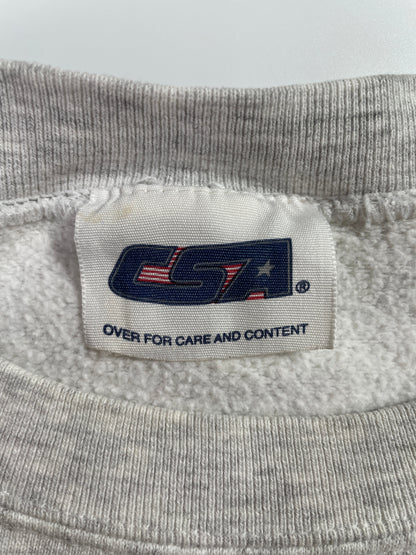 CSA®
OVER FOR CARE AND CONTENT